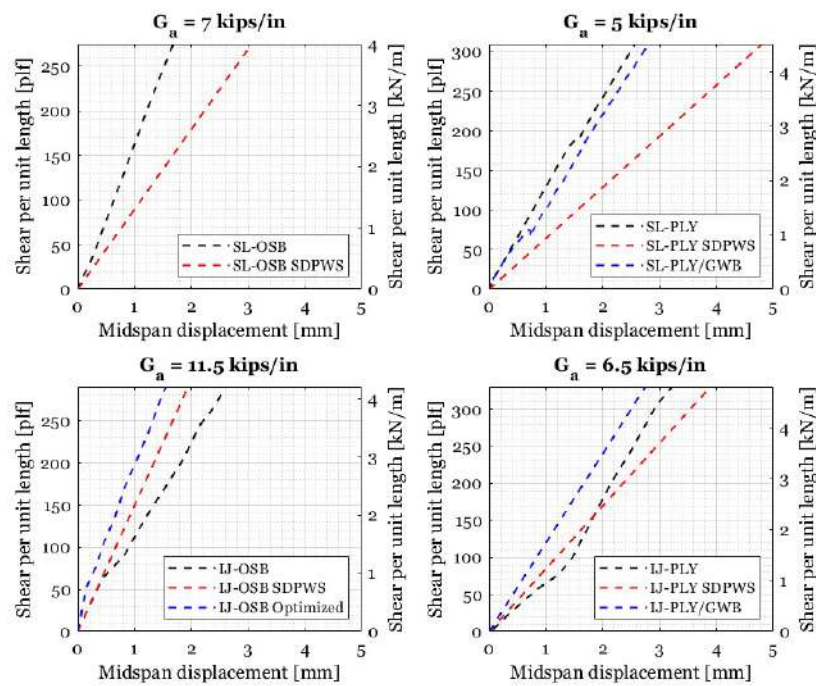 G_a = 7 kips/in
Shear per unit length [plf]
250
200
150
100
50
0
4
3
2
1
0
Shear per unit length [kN/m]
SL-OSB
SL-OSB SDPWS
0 1 2 3 4 5
Midspan displacement [mm]
G_a = 5 kips/in
Shear per unit length [plf]
300
250
200
150
100
50
0
4
3
2
1
0
Shear per unit length [kN/m]
SL-PLY
SL-PLY SDPWS
SL-PLY/GWB
0 1 2 3 4 5
Midspan displacement [mm]
G_a = 11.5 kips/in
Shear per unit length [plf]
250
200
150
100
50
0
4
3
2
1
0
Shear per unit length [kN/m]
IJ-OSB
IJ-OSB SDPWS
IJ-OSB Optimized
0 1 2 3 4 5
Midspan displacement [mm]
G_a = 6.5 kips/in
Shear per unit length [plf]
300
250
200
150
100
50
0
4
3
2
1
0
Shear per unit length [kN/m]
IJ-PLY
IJ-PLY SDPWS
IJ-PLY/GWB
0 1 2 3 4 5
Midspan displacement [mm]